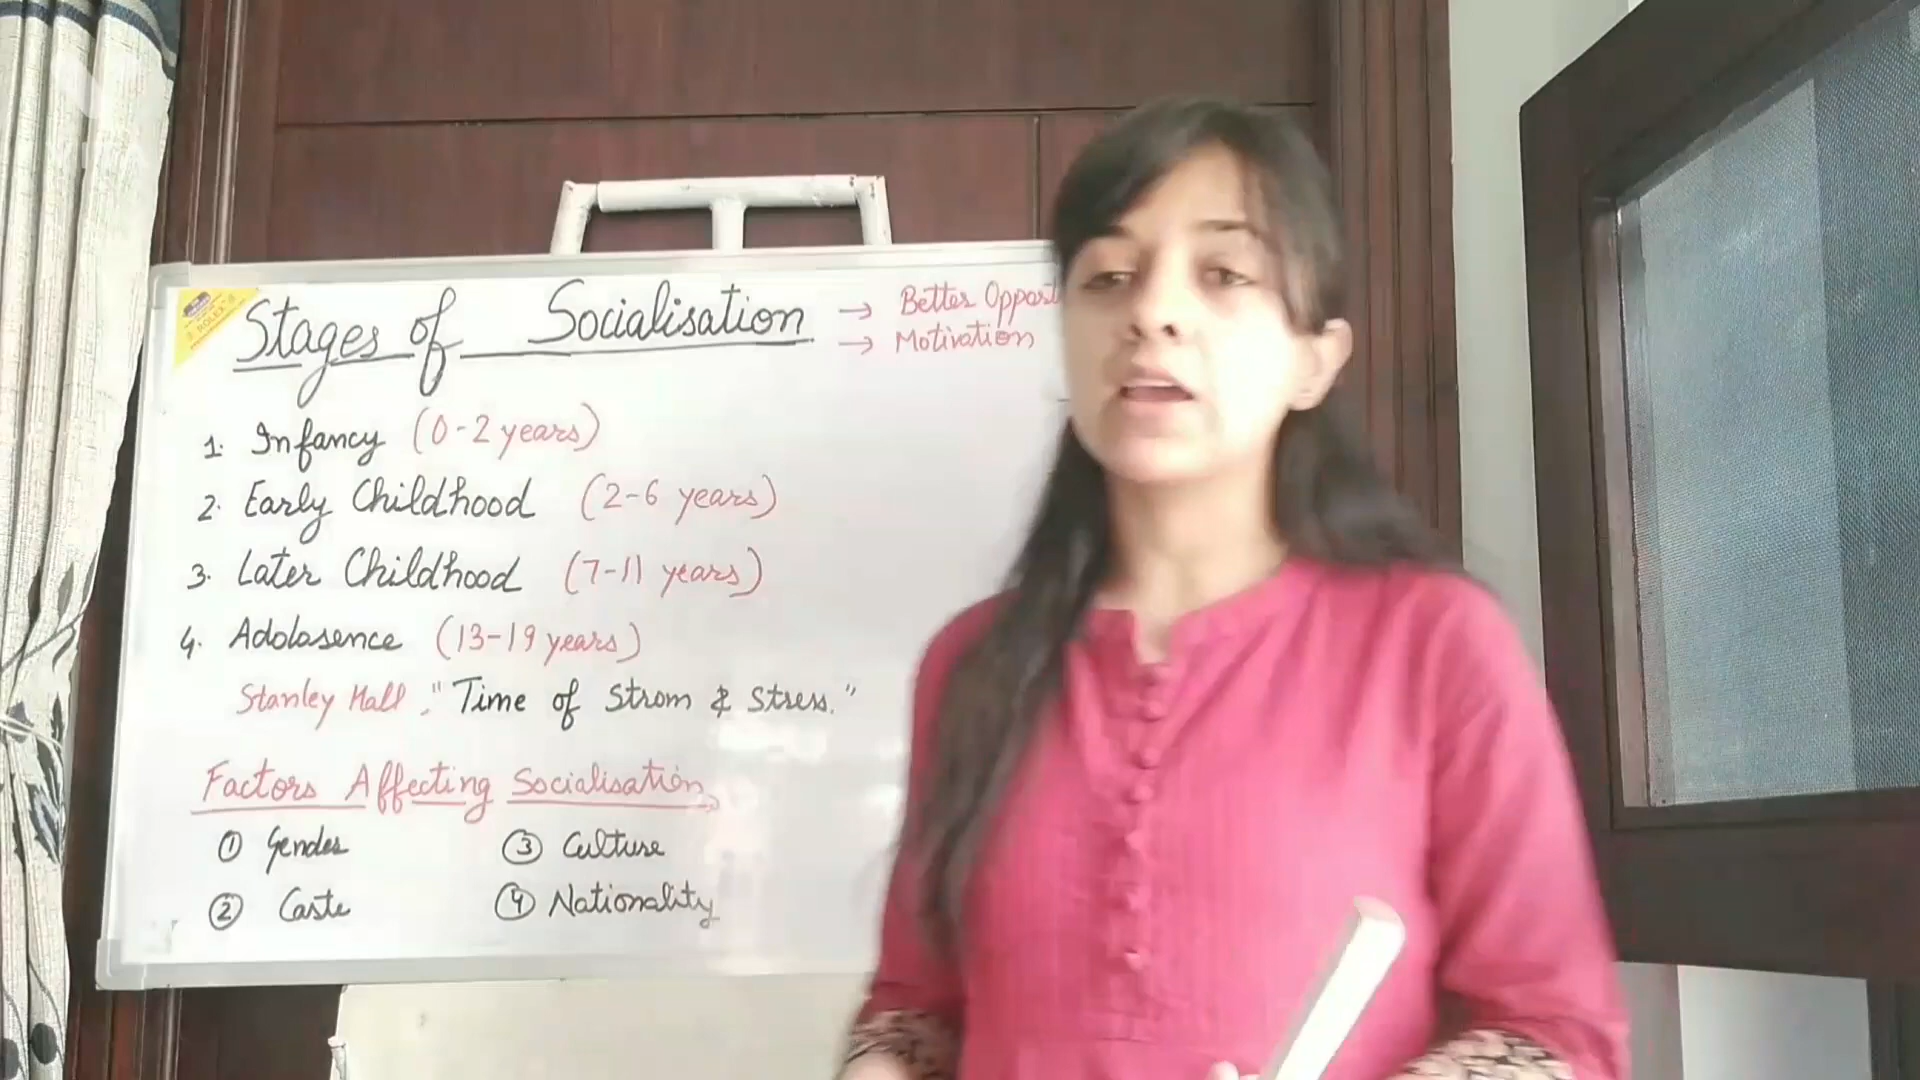 Stages of Socialisation → Better Opport
→ Motivation
ROLEX
1. Infancy (0-2 years)
2. Early Childhood (2-6 years)
3. Later Childhood (7-11 years)
4. Adolasence (13-19 years)
Stanley Hall, "Time of Strom & Stress."
Factors Affecting Socialisation
① Gender ③ Culture
② Caste ④ Nationality